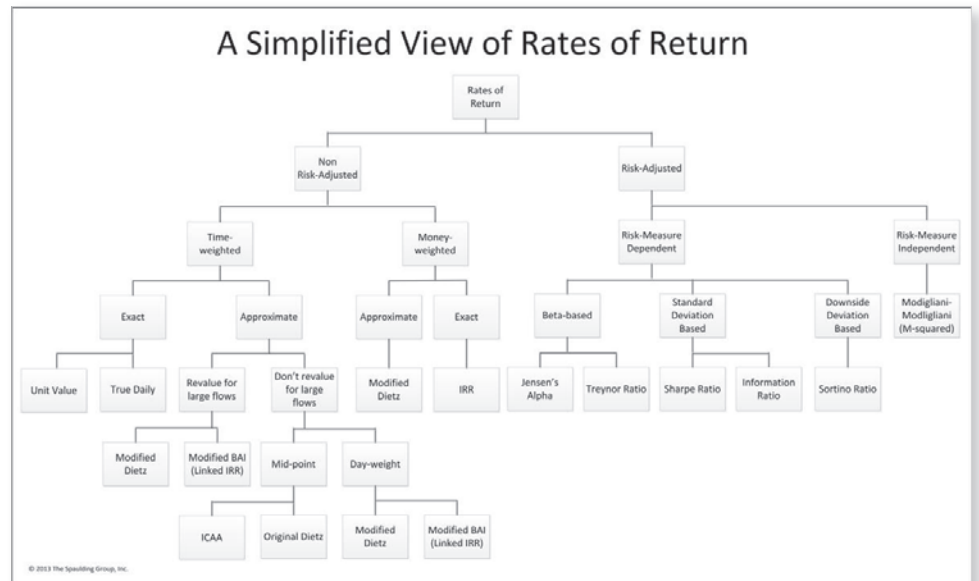 A Simplified View of Rates of Return
Rates of
Return
Non
Risk-Adjusted
Risk-Adjusted
Time-
weighted
Money-
weighted
Risk-Measure
Dependent
Risk-Measure
Independent
Exact
Approximate
Approximate
Exact
Beta-based
Standard
Deviation
Based
Downside
Deviation
Based
Modigliani-
Modligliani
(M-squared)
Unit Value
True Daily
Revalue for
large flows
Don't revalue
for large
flows
Modified
Dietz
IRR
Jensen's
Alpha
Treynor Ratio
Sharpe Ratio
Information
Ratio
Sortino Ratio
Modified
Dietz
Modified BAI
(Linked IRR)
Mid-point
Day-weight
ICAA
Original Dietz
Modified
Dietz
Modified BAI
(Linked IRR)
© 2013 The Spaulding Group, Inc.